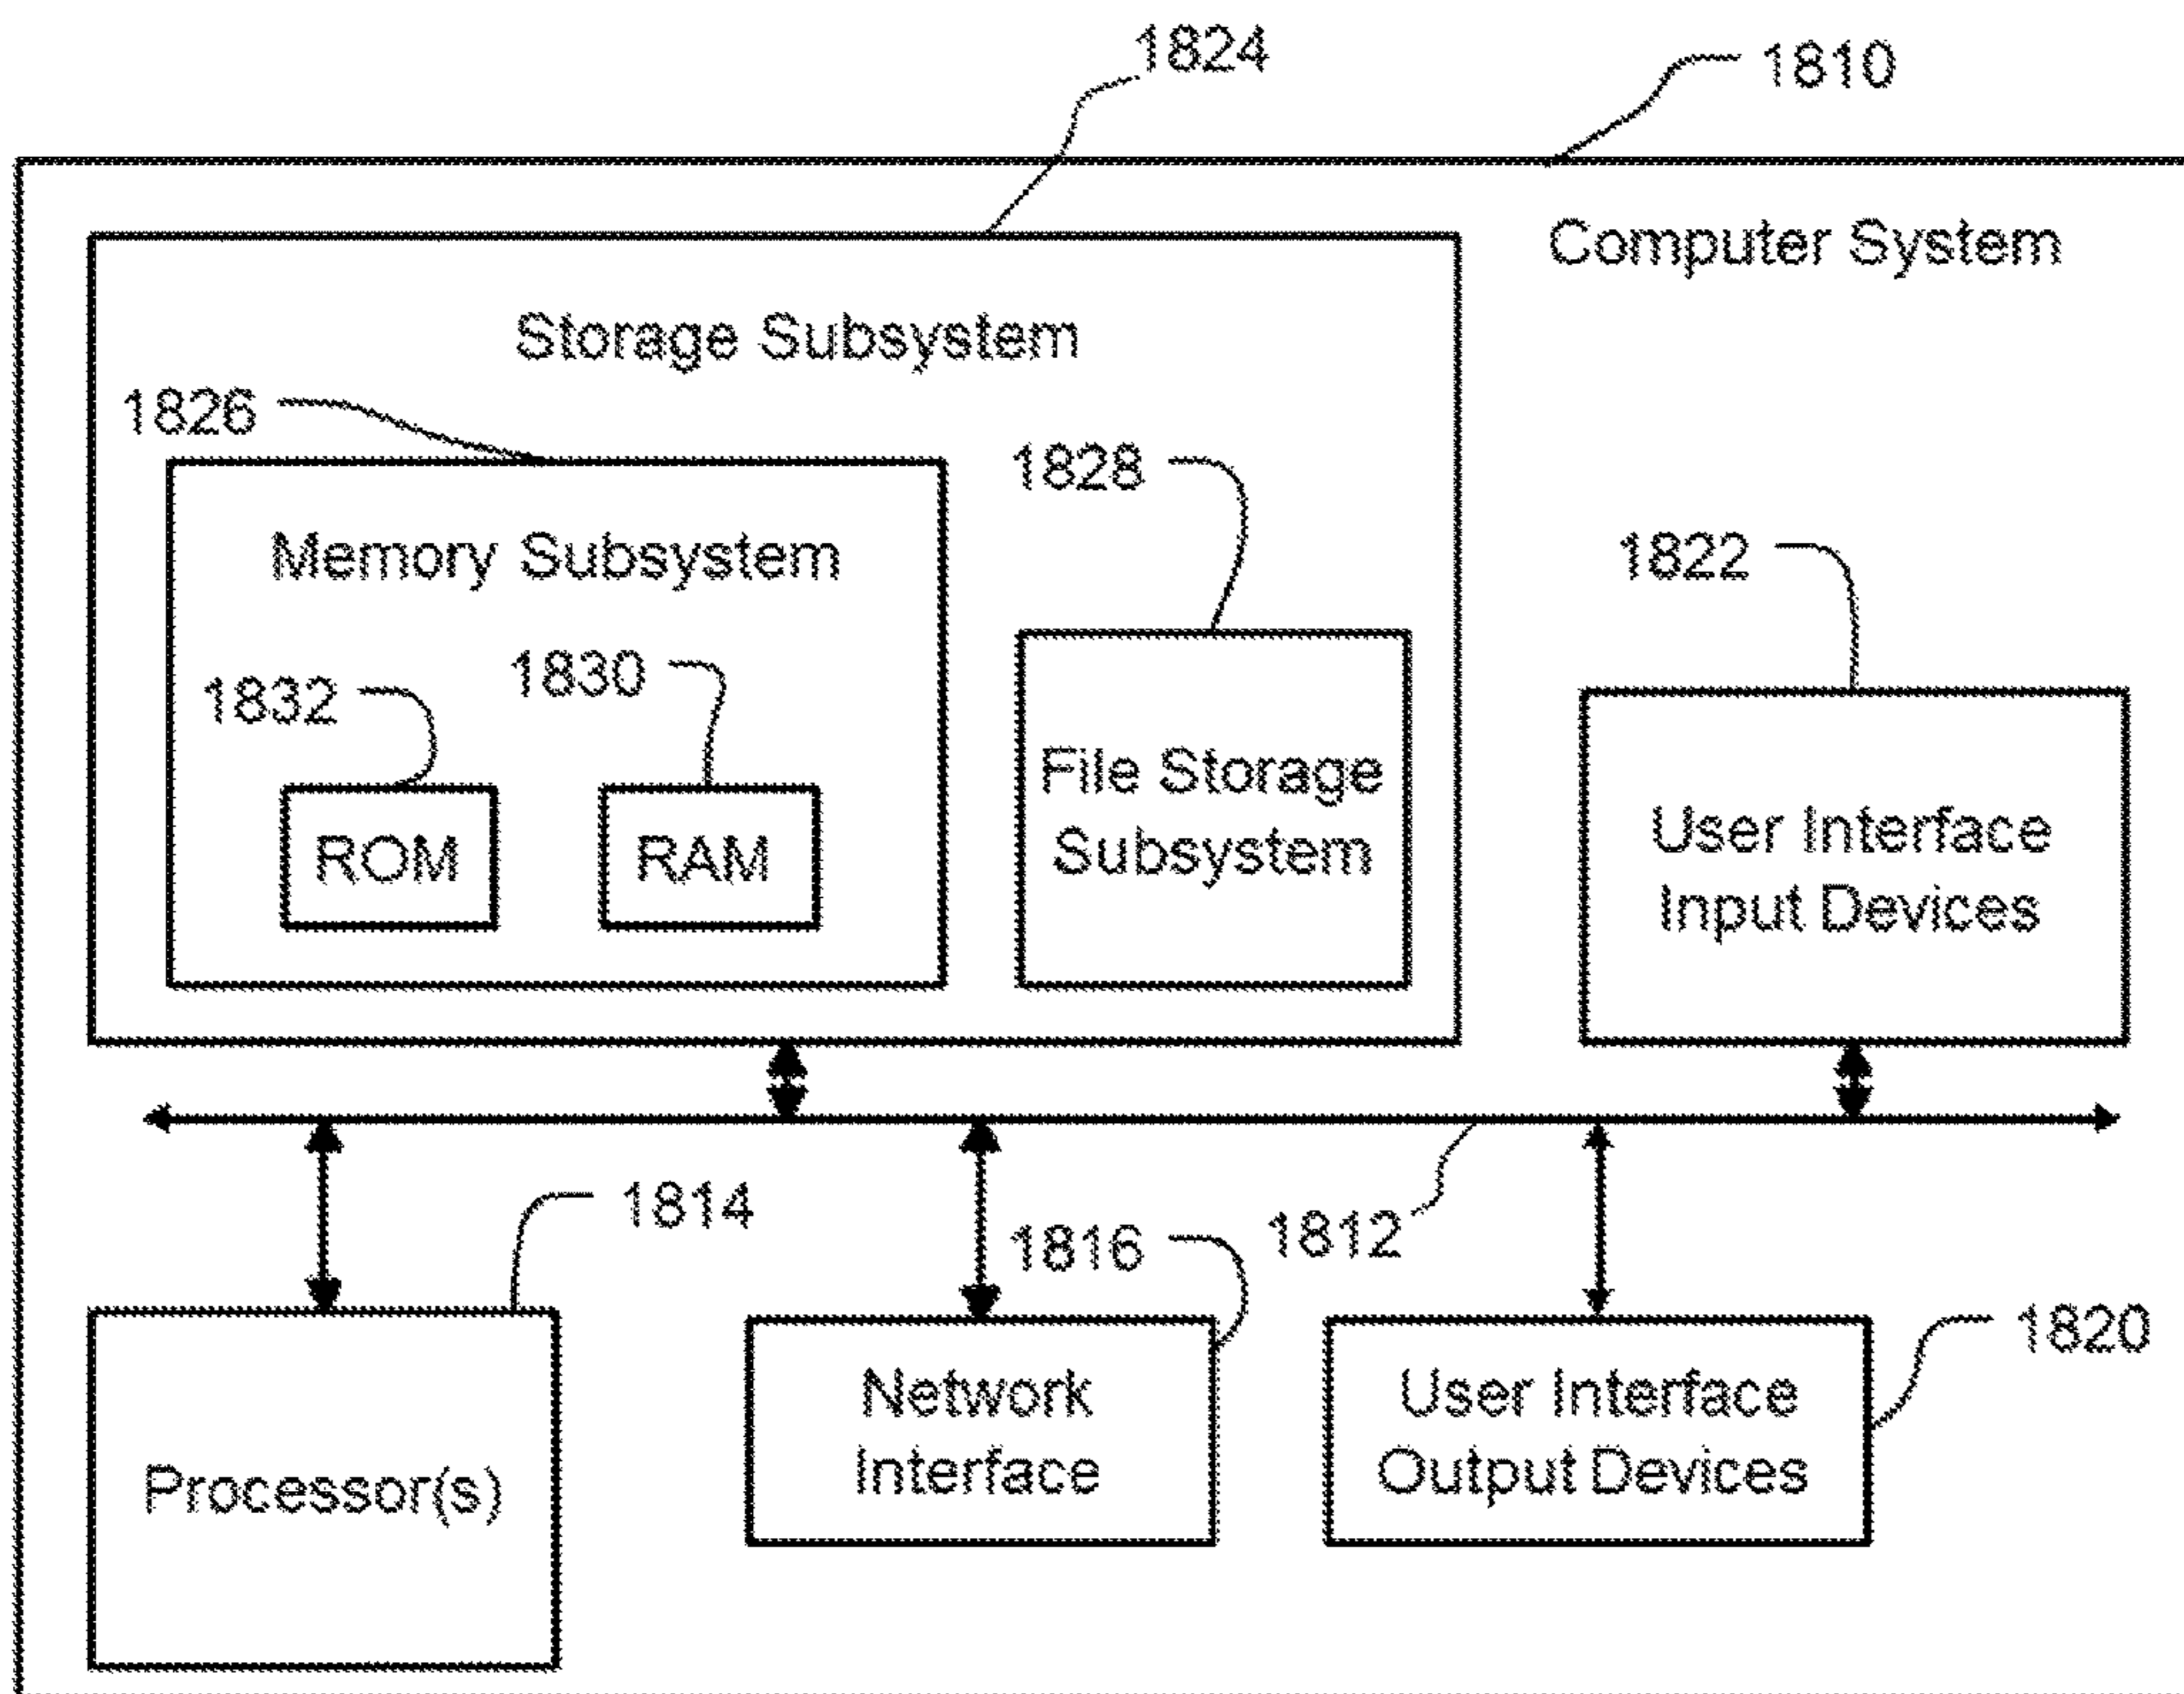 1824
1810
Computer System
Storage Subsystem
1826
1828
Memory Subsystem
1822
1832
1830
File Storage
Subsystem
ROM
RAM
User Interface
Input Devices
1814
1816
1812
1820
Processor(s)
Network
Interface
User Interface
Output Devices